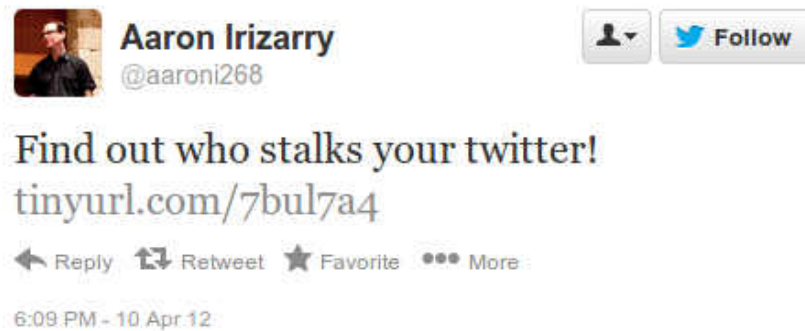 Aaron Irizarry
Follow
@aaroni268
Find out who stalks your twitter!
tinyurl.com/7bul7a4
Reply Retweet Favorite More
6:09 PM - 10 Apr 12